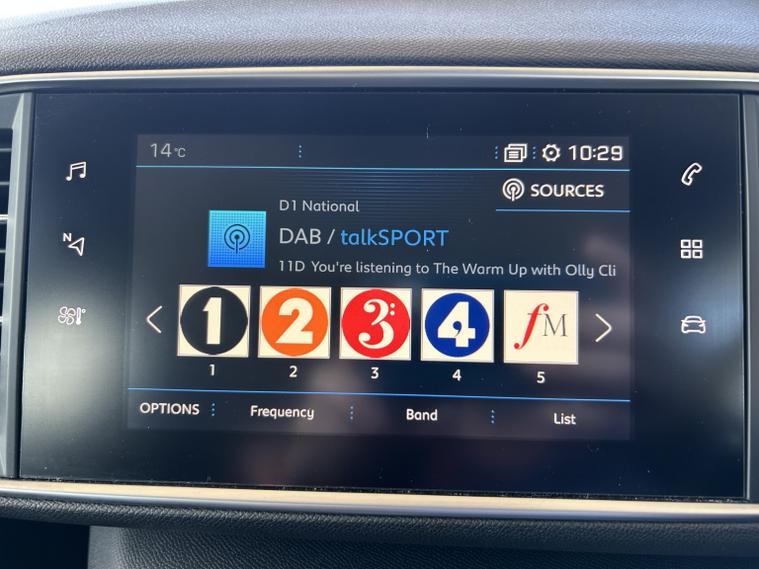 14°C
10:29
SOURCES
D1 National
DAB / talkSPORT
11D You're listening to The Warm Up with Olly Cli
N
1 2 3 4 fM
1 2 3 4 5
OPTIONS Frequency Band List